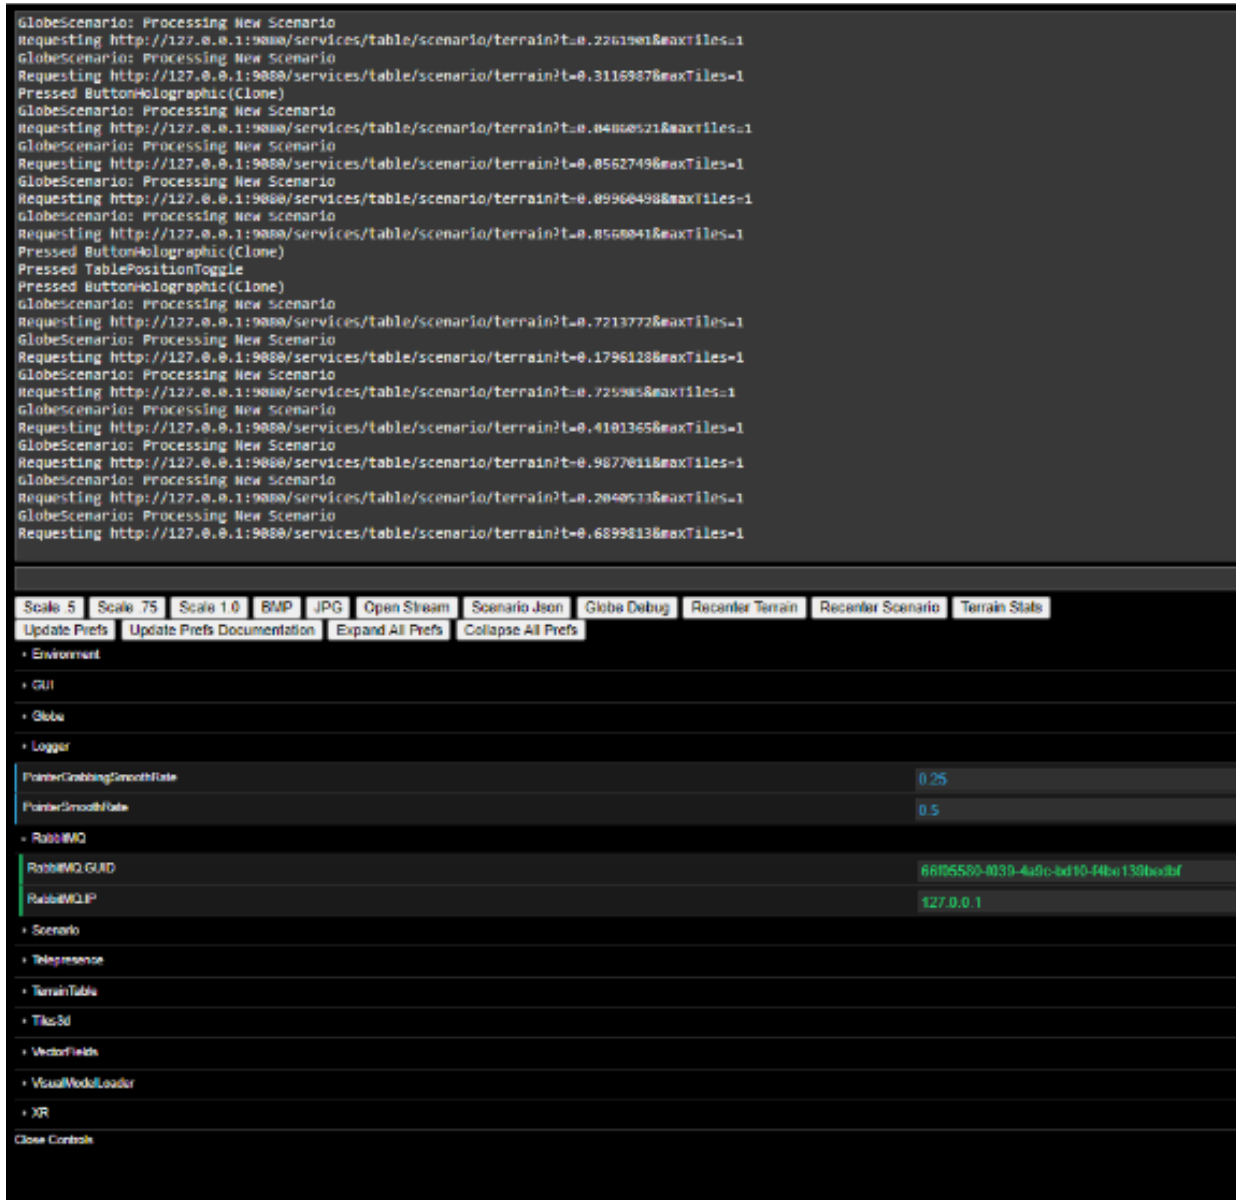 GlobeScenario: Processing New Scenario
Requesting http://127.0.0.1:9080/services/table/scenario/terrain?t=0.2261901&maxTiles=1
GlobeScenario: Processing New Scenario
Requesting http://127.0.0.1:9080/services/table/scenario/terrain?t=0.3116987&maxTiles=1
Pressed ButtonHolographic(Clone)
GlobeScenario: Processing New Scenario
Requesting http://127.0.0.1:9080/services/table/scenario/terrain?t=0.04860521&maxTiles=1
GlobeScenario: Processing New Scenario
Requesting http://127.0.0.1:9080/services/table/scenario/terrain?t=0.0562749&maxTiles=1
GlobeScenario: Processing New Scenario
Requesting http://127.0.0.1:9080/services/table/scenario/terrain?t=0.09960498&maxTiles=1
GlobeScenario: Processing New Scenario
Requesting http://127.0.0.1:9080/services/table/scenario/terrain?t=0.8568041&maxTiles=1
Pressed ButtonHolographic(Clone)
Pressed TablePositionToggle
Pressed ButtonHolographic(Clone)
GlobeScenario: Processing New Scenario
Requesting http://127.0.0.1:9080/services/table/scenario/terrain?t=0.7213772&maxTiles=1
GlobeScenario: Processing New Scenario
Requesting http://127.0.0.1:9080/services/table/scenario/terrain?t=0.1796128&maxTiles=1
GlobeScenario: Processing New Scenario
Requesting http://127.0.0.1:9080/services/table/scenario/terrain?t=0.725985&maxTiles=1
GlobeScenario: Processing New Scenario
Requesting http://127.0.0.1:9080/services/table/scenario/terrain?t=0.4101365&maxTiles=1
GlobeScenario: Processing New Scenario
Requesting http://127.0.0.1:9080/services/table/scenario/terrain?t=0.9877011&maxTiles=1
GlobeScenario: Processing New Scenario
Requesting http://127.0.0.1:9080/services/table/scenario/terrain?t=0.2040533&maxTiles=1
GlobeScenario: Processing New Scenario
Requesting http://127.0.0.1:9080/services/table/scenario/terrain?t=0.6899813&maxTiles=1
Scale .5 Scale .75 Scale 1.0 BMP JPG Open Stream Scenario Json Globe Debug Recenter Terrain Recenter Scenario Terrain Stats
Update Prefs Update Prefs Documentation Expand All Prefs Collapse All Prefs
Environment
GUI
Globe
Logger
PointerGrabbingSmoothRate 0.25
PointerSmoothRate 0.5
RabbitMQ
RabbitMQ.GUID
RabbitMQ.IP 127.0.0.1
Scenario
Telepresence
TerrainTable
Tiles3d
VectorFields
VisualModelLoader
XR
Close Controls